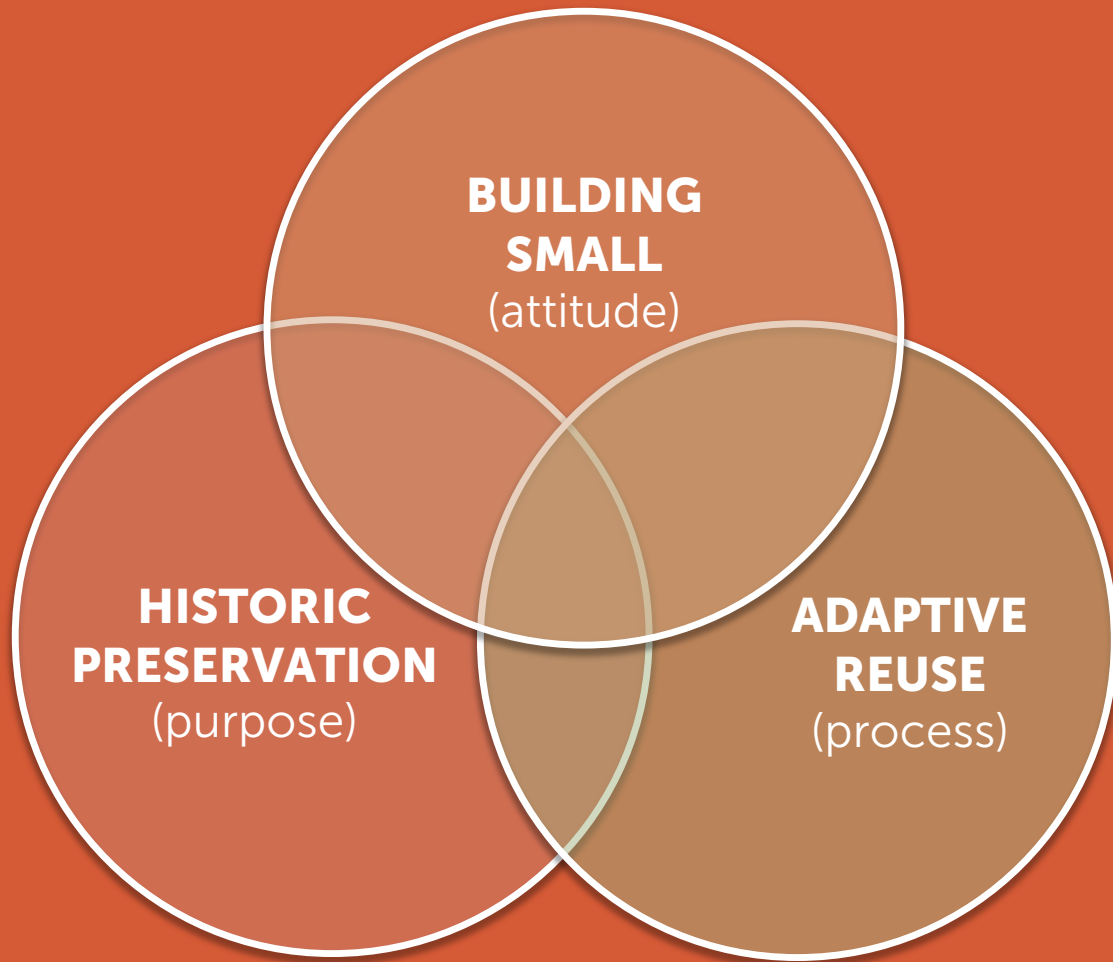 BUILDING
SMALL
(attitude)
HISTORIC
PRESERVATION
(purpose)
ADAPTIVE
REUSE
(process)